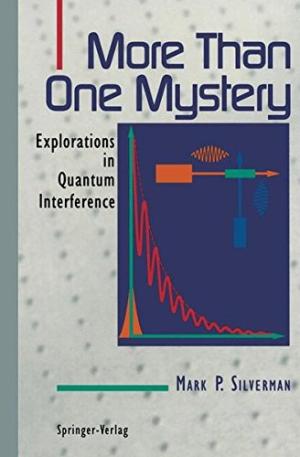 More Than
One Mystery
Explorations
in
Quantum
Interference
MARK P. SILVERMAN
Springer-Verlag